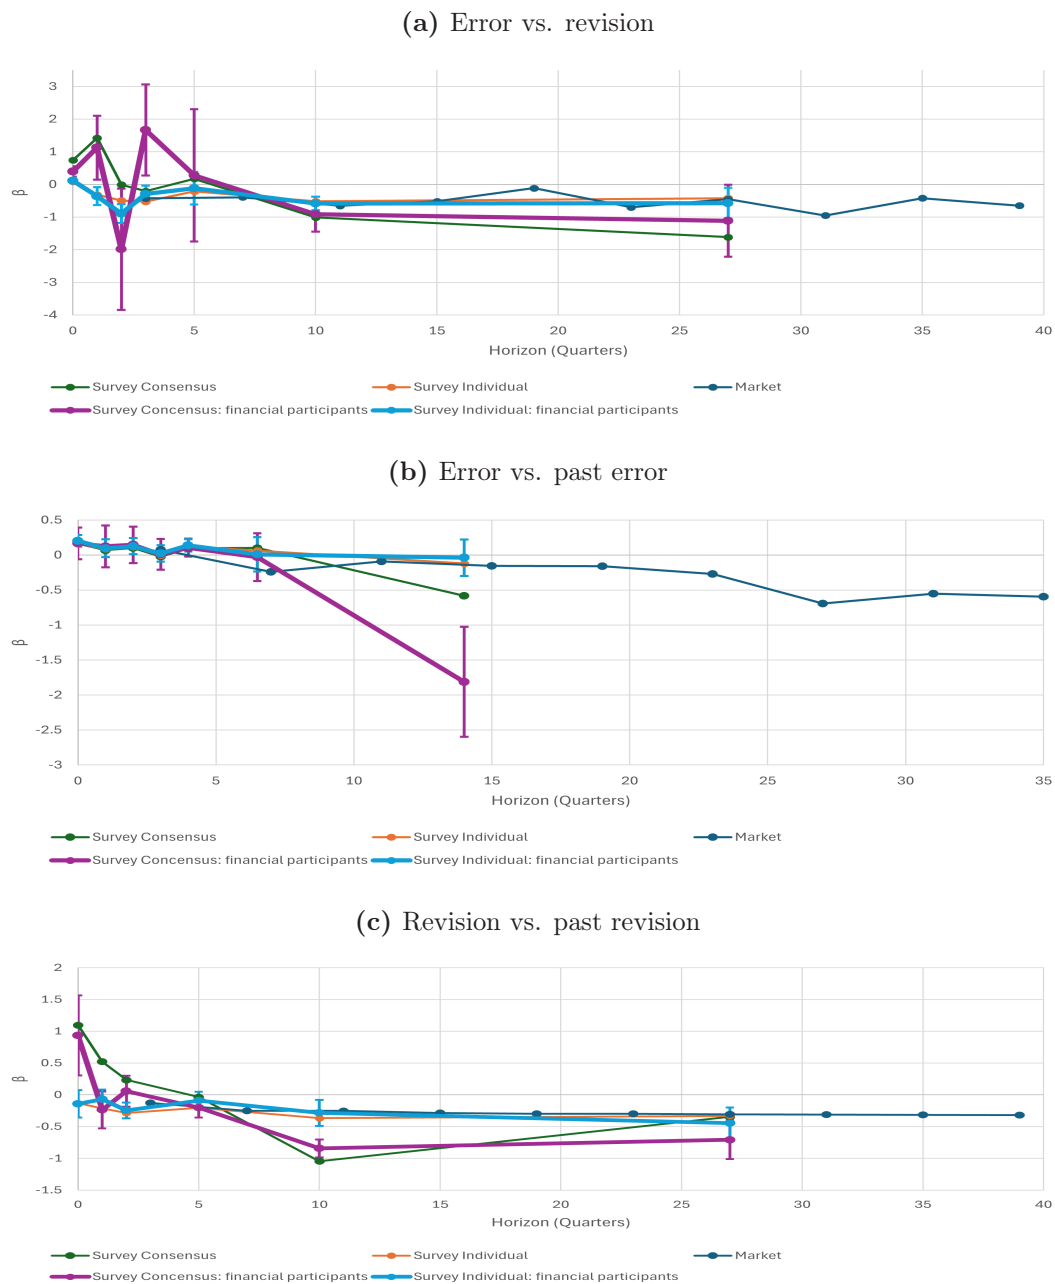 (a) Error vs. revision
3
2
1
0
-1
-2
-3
-4
β
0 5 10 15 20 25 30 35 40
Horizon (Quarters)
Survey Consensus Survey Individual Market
Survey Concensus: financial participants Survey Individual: financial participants
(b) Error vs. past error
0.5
0
-0.5
-1
-1.5
-2
-2.5
-3
β
0 5 10 15 20 25 30 35
Horizon (Quarters)
Survey Consensus Survey Individual Market
Survey Concensus: financial participants Survey Individual: financial participants
(c) Revision vs. past revision
2
1.5
1
0.5
0
-0.5
-1
-1.5
β
0 5 10 15 20 25 30 35 40
Horizon (Quarters)
Survey Consensus Survey Individual Market
Survey Concensus: financial participants Survey Individual: financial participants